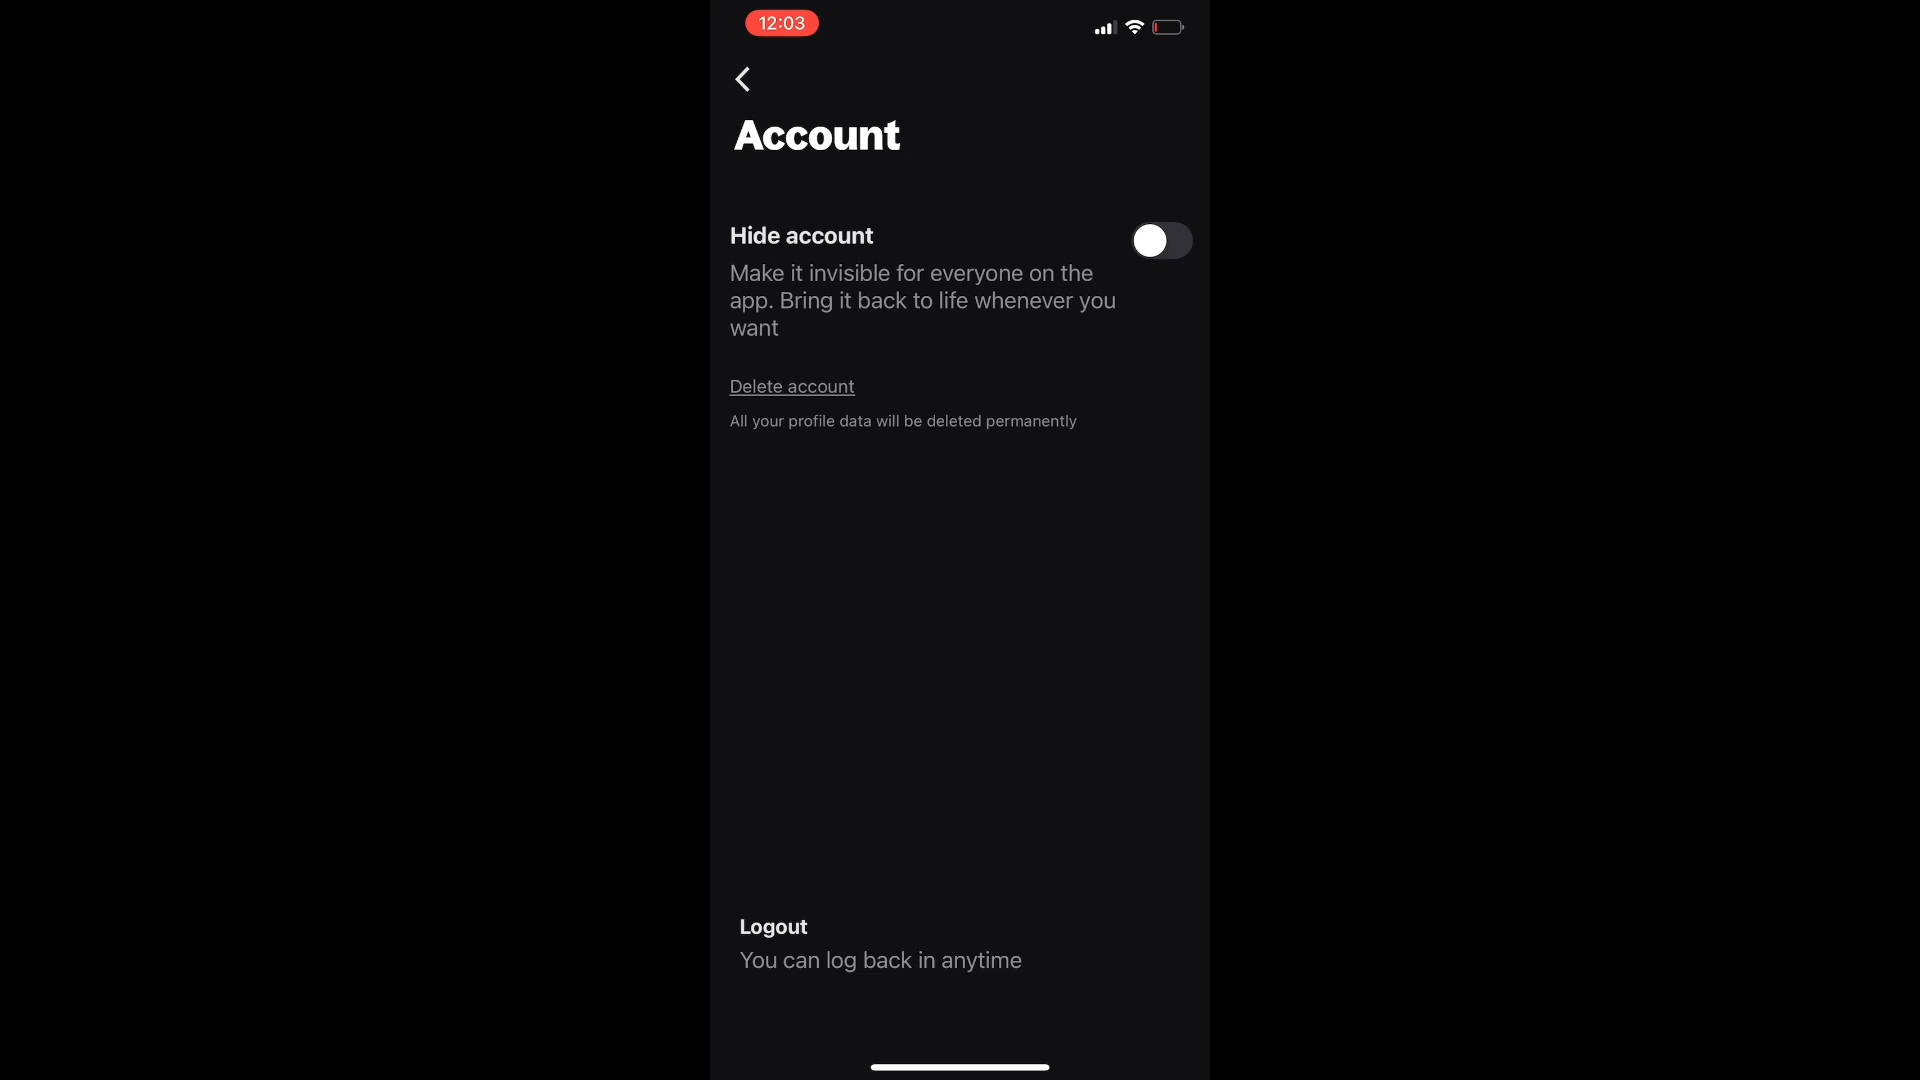 12:03
Account
Hide account
Make it invisible for everyone on the
app. Bring it back to life whenever you
want
Delete account
All your profile data will be deleted permanently
Logout
You can log back in anytime